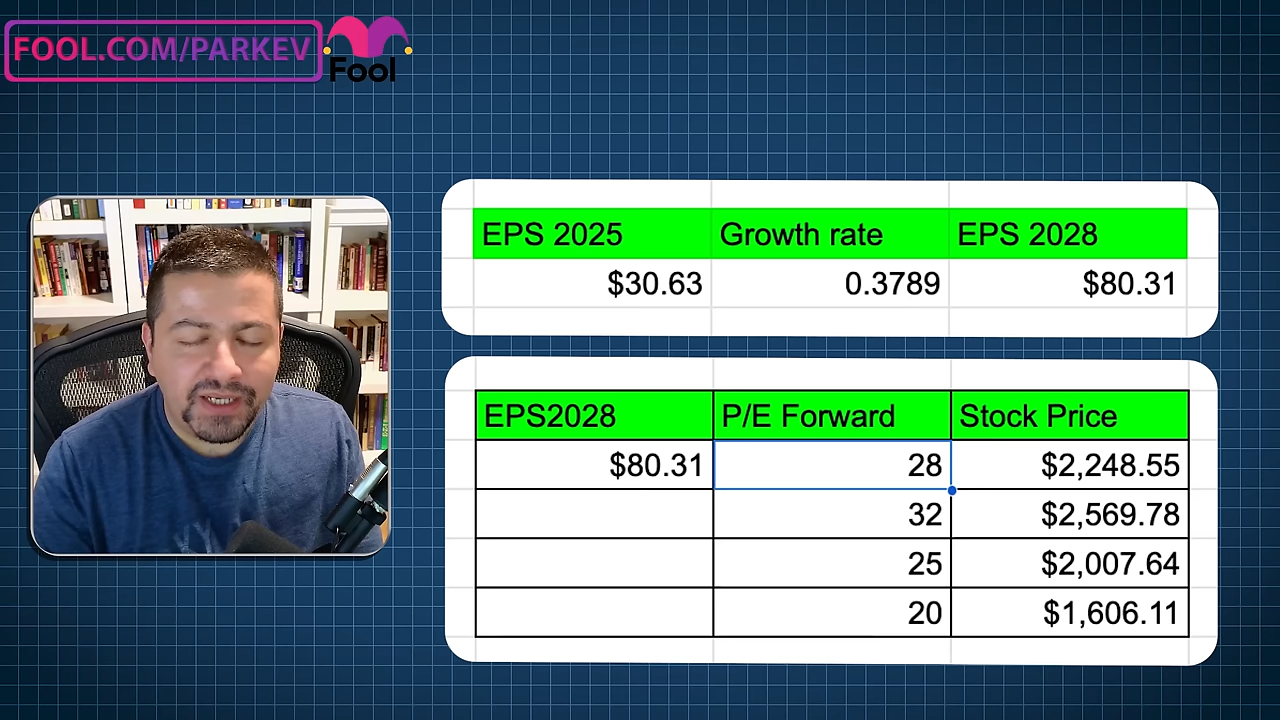 FOOL.COM/PARKEV
Fool
EPS 2025 Growth rate EPS 2028
$30.63 0.3789 $80.31
EPS2028 P/E Forward Stock Price
$80.31 28 $2,248.55
32 $2,569.78
25 $2,007.64
20 $1,606.11